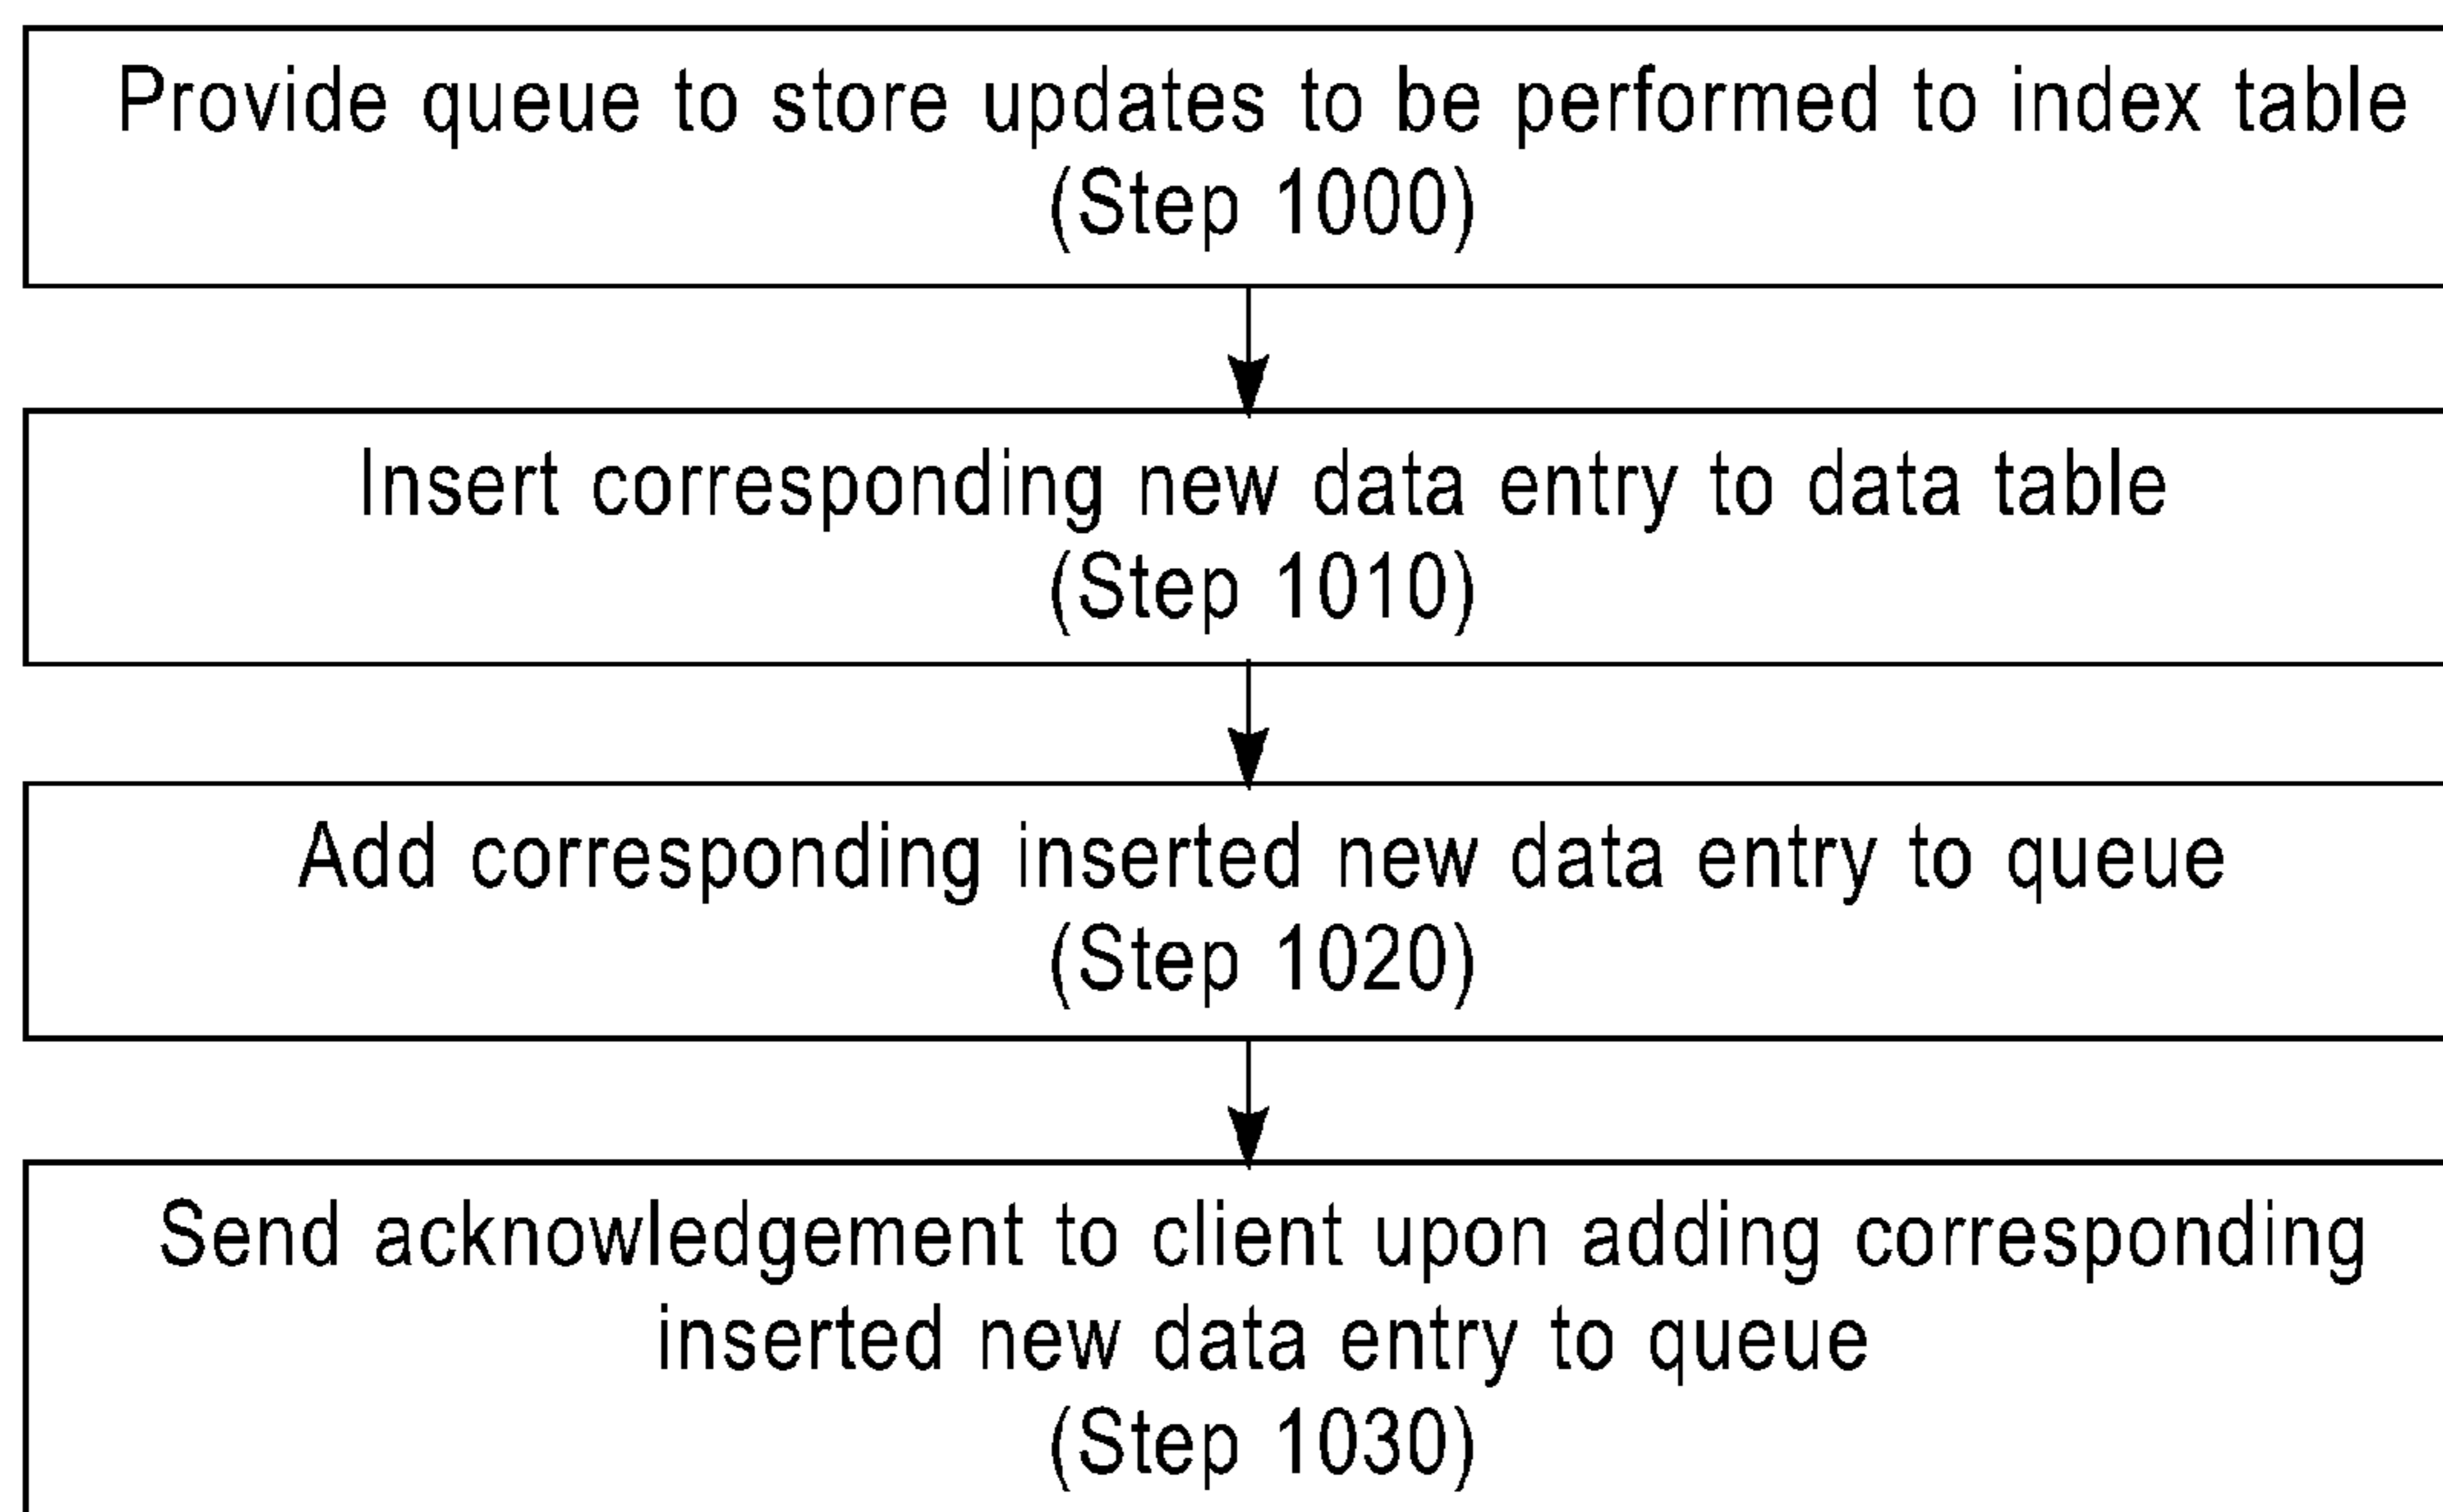 Provide queue to store updates to be performed to index table
(Step 1000)
Insert corresponding new data entry to data table
(Step 1010)
Add corresponding inserted new data entry to queue
(Step 1020)
Send acknowledgement to client upon adding corresponding
inserted new data entry to queue
(Step 1030)